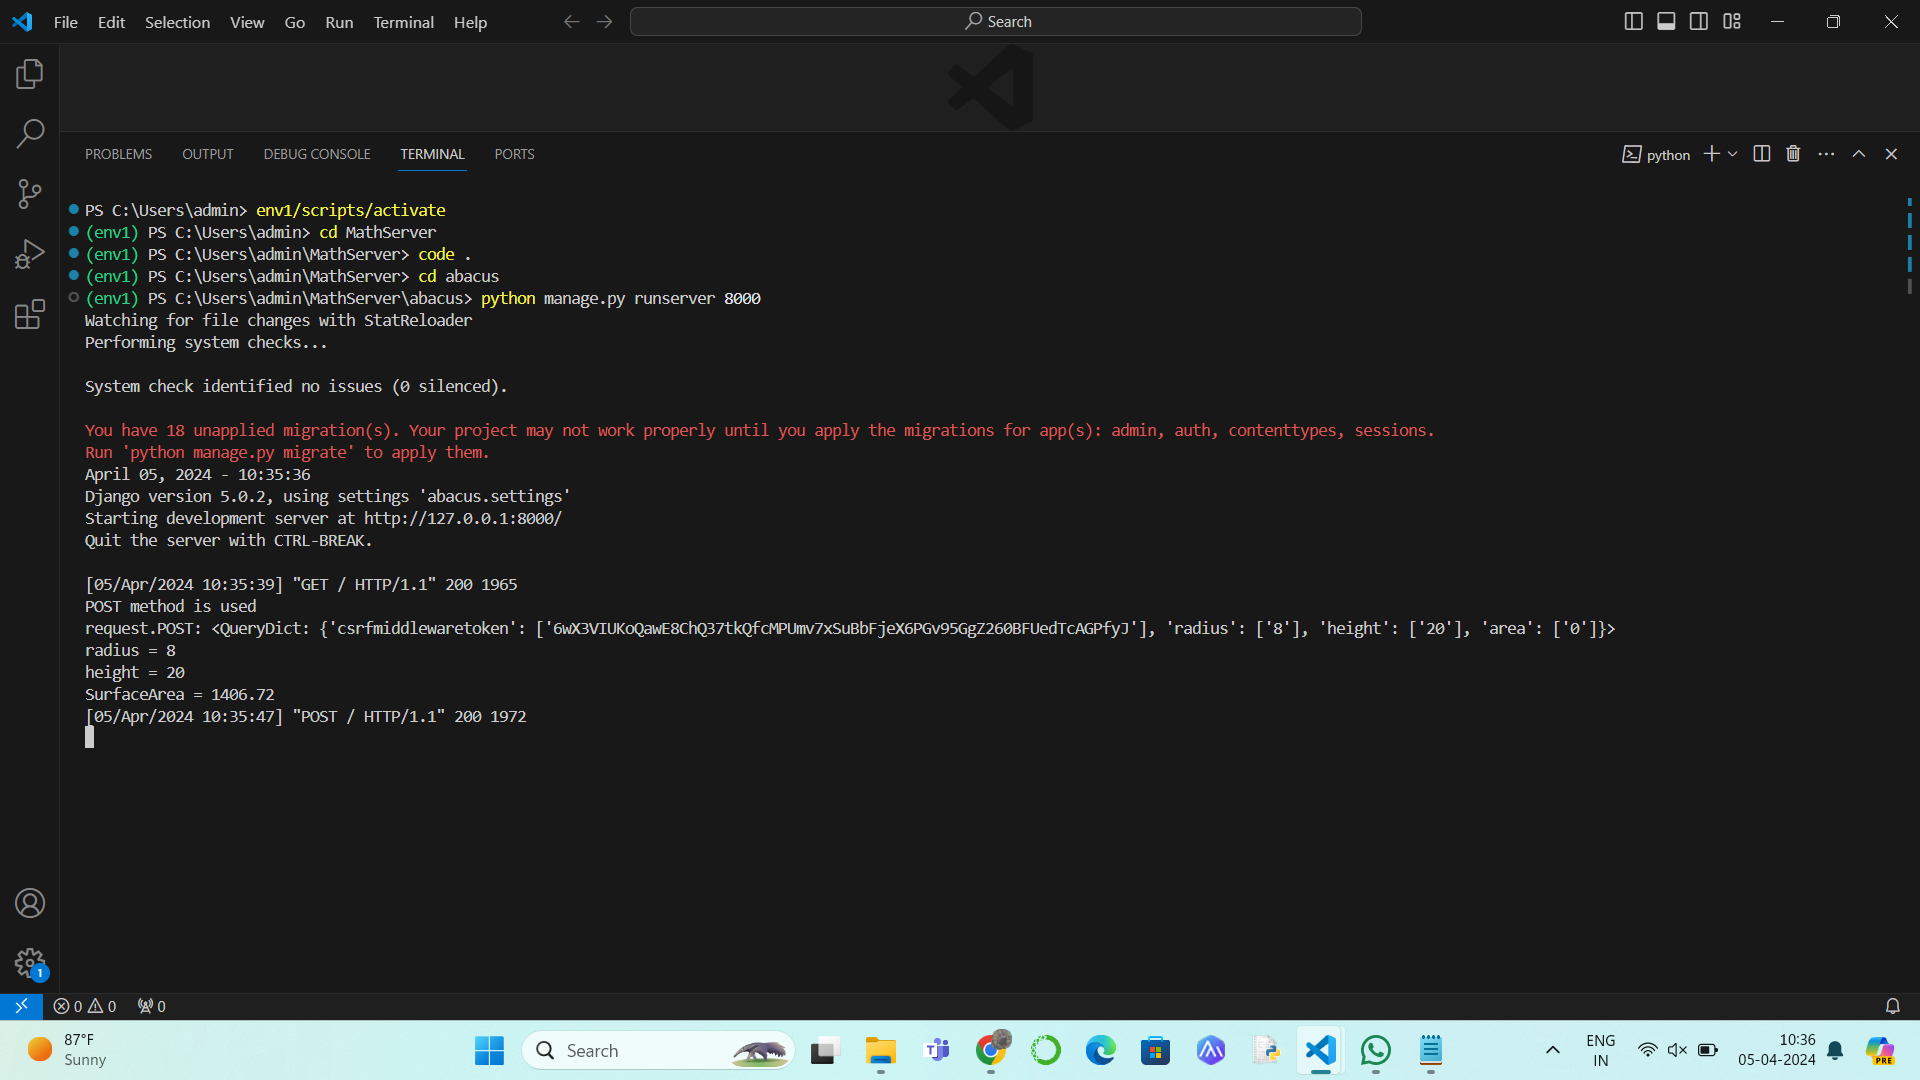 File Edit Selection View Go Run Terminal Help
Search
PROBLEMS OUTPUT DEBUG CONSOLE TERMINAL PORTS
python
PS C:\Users\admin> env1/scripts/activate
(env1) PS C:\Users\admin> cd MathServer
(env1) PS C:\Users\admin\MathServer> code .
(env1) PS C:\Users\admin\MathServer> cd abacus
(env1) PS C:\Users\admin\MathServer\abacus> python manage.py runserver 8000
Watching for file changes with StatReloader
Performing system checks...
System check identified no issues (0 silenced).
You have 18 unapplied migration(s). Your project may not work properly until you apply the migrations for app(s): admin, auth, contenttypes, sessions.
Run 'python manage.py migrate' to apply them.
April 05, 2024 - 10:35:36
Django version 5.0.2, using settings 'abacus.settings'
Starting development server at http://127.0.0.1:8000/
Quit the server with CTRL-BREAK.
[05/Apr/2024 10:35:39] "GET / HTTP/1.1" 200 1965
POST method is used
request.POST: <QueryDict: {'csrfmiddlewaretoken': ['6wX3VIUKoQawE8ChQ37tkQfcMPUmv7xSuBbFjeX6PGv95GgZ260BFUedTcAGPfyJ'], 'radius': ['8'], 'height': ['20'], 'area': ['0']}>
radius = 8
height = 20
SurfaceArea = 1406.72
[05/Apr/2024 10:35:47] "POST / HTTP/1.1" 200 1972
1
0 0 0
87°F
Sunny
Search
ENG
IN
10:36
05-04-2024
PRE